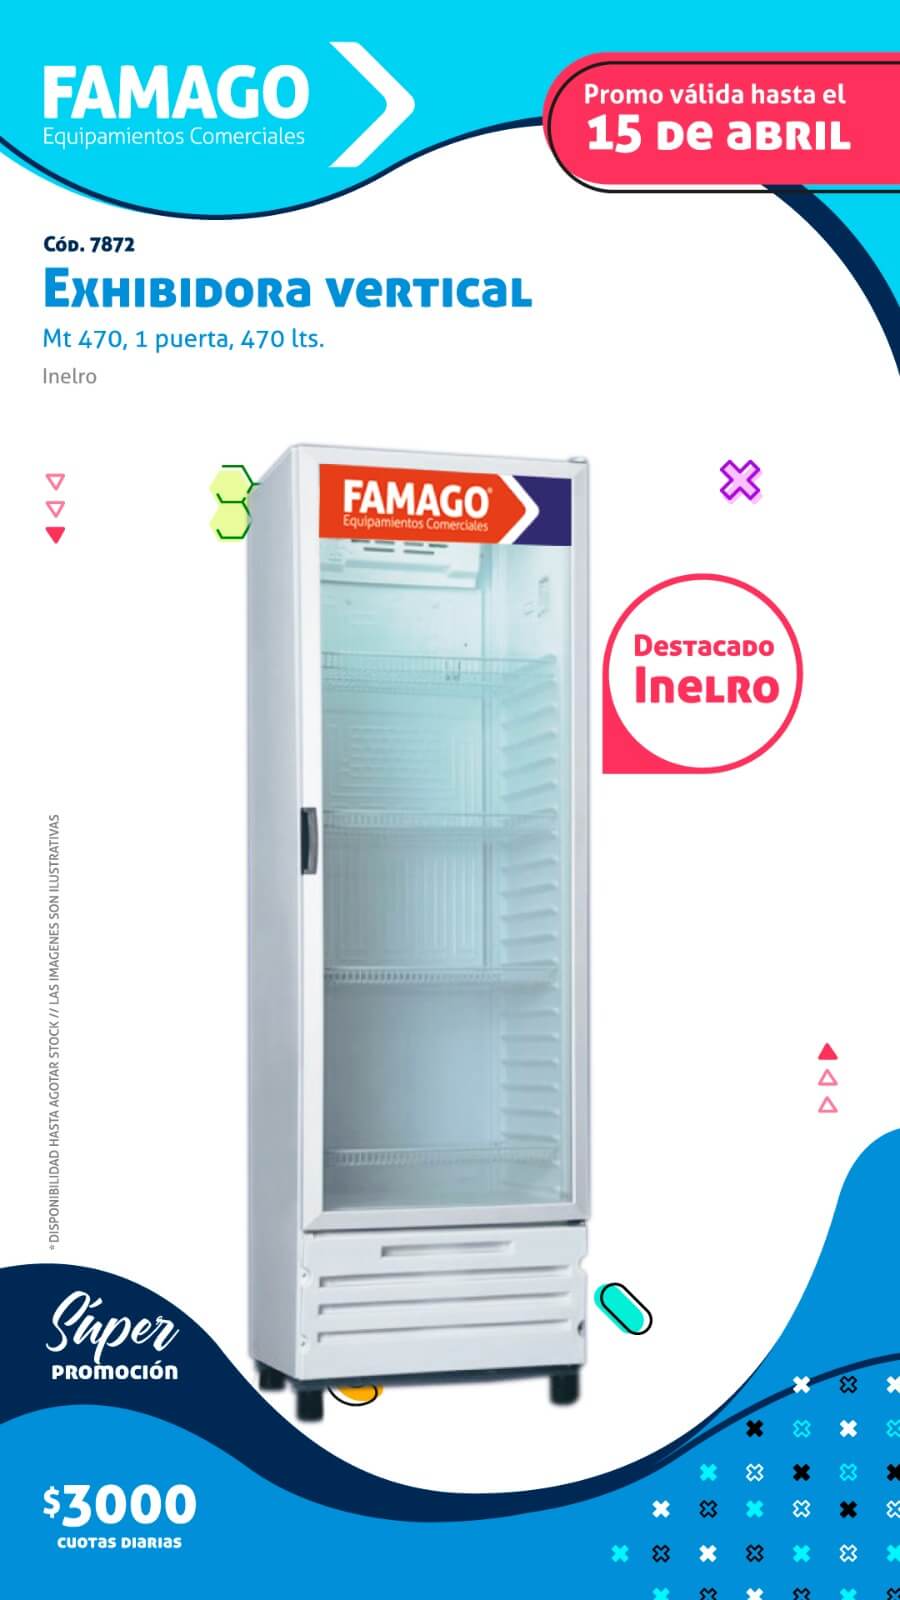 FAMAGO
Equipamientos Comerciales
Promo válida hasta el
15 DE ABRIL
Cód. 7872
Exhibidora vertical
Mt 470, 1 puerta, 470 lts.
Inelro
FAMAGO®
Equipamientos Comerciales
Destacado
Inelro
*DISPONIBILIDAD HASTA AGOTAR STOCK // LAS IMAGENES SON ILUSTRATIVAS
Súper
PROMOCIÓN
$3000
CUOTAS DIARIAS